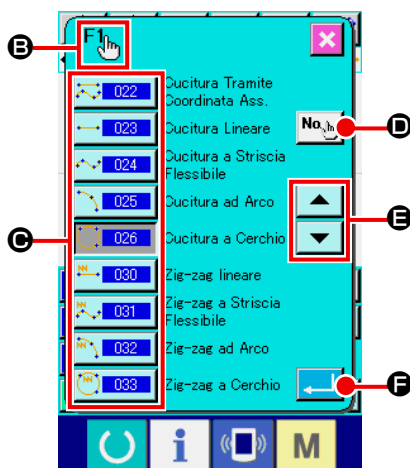 B
F1
022 Cucitura Tramite
Coordinata Ass.
023 Cucitura Lineare
No.
D
024 Cucitura a Striscia
Flessibile
025 Cucitura ad Arco
E
C
026 Cucitura a Cerchio
030 Zig-zag lineare
031 Zig-zag a Striscia
Flessibile
032 Zig-zag ad Arco
033 Zig-zag a Cerchio
F
i
M